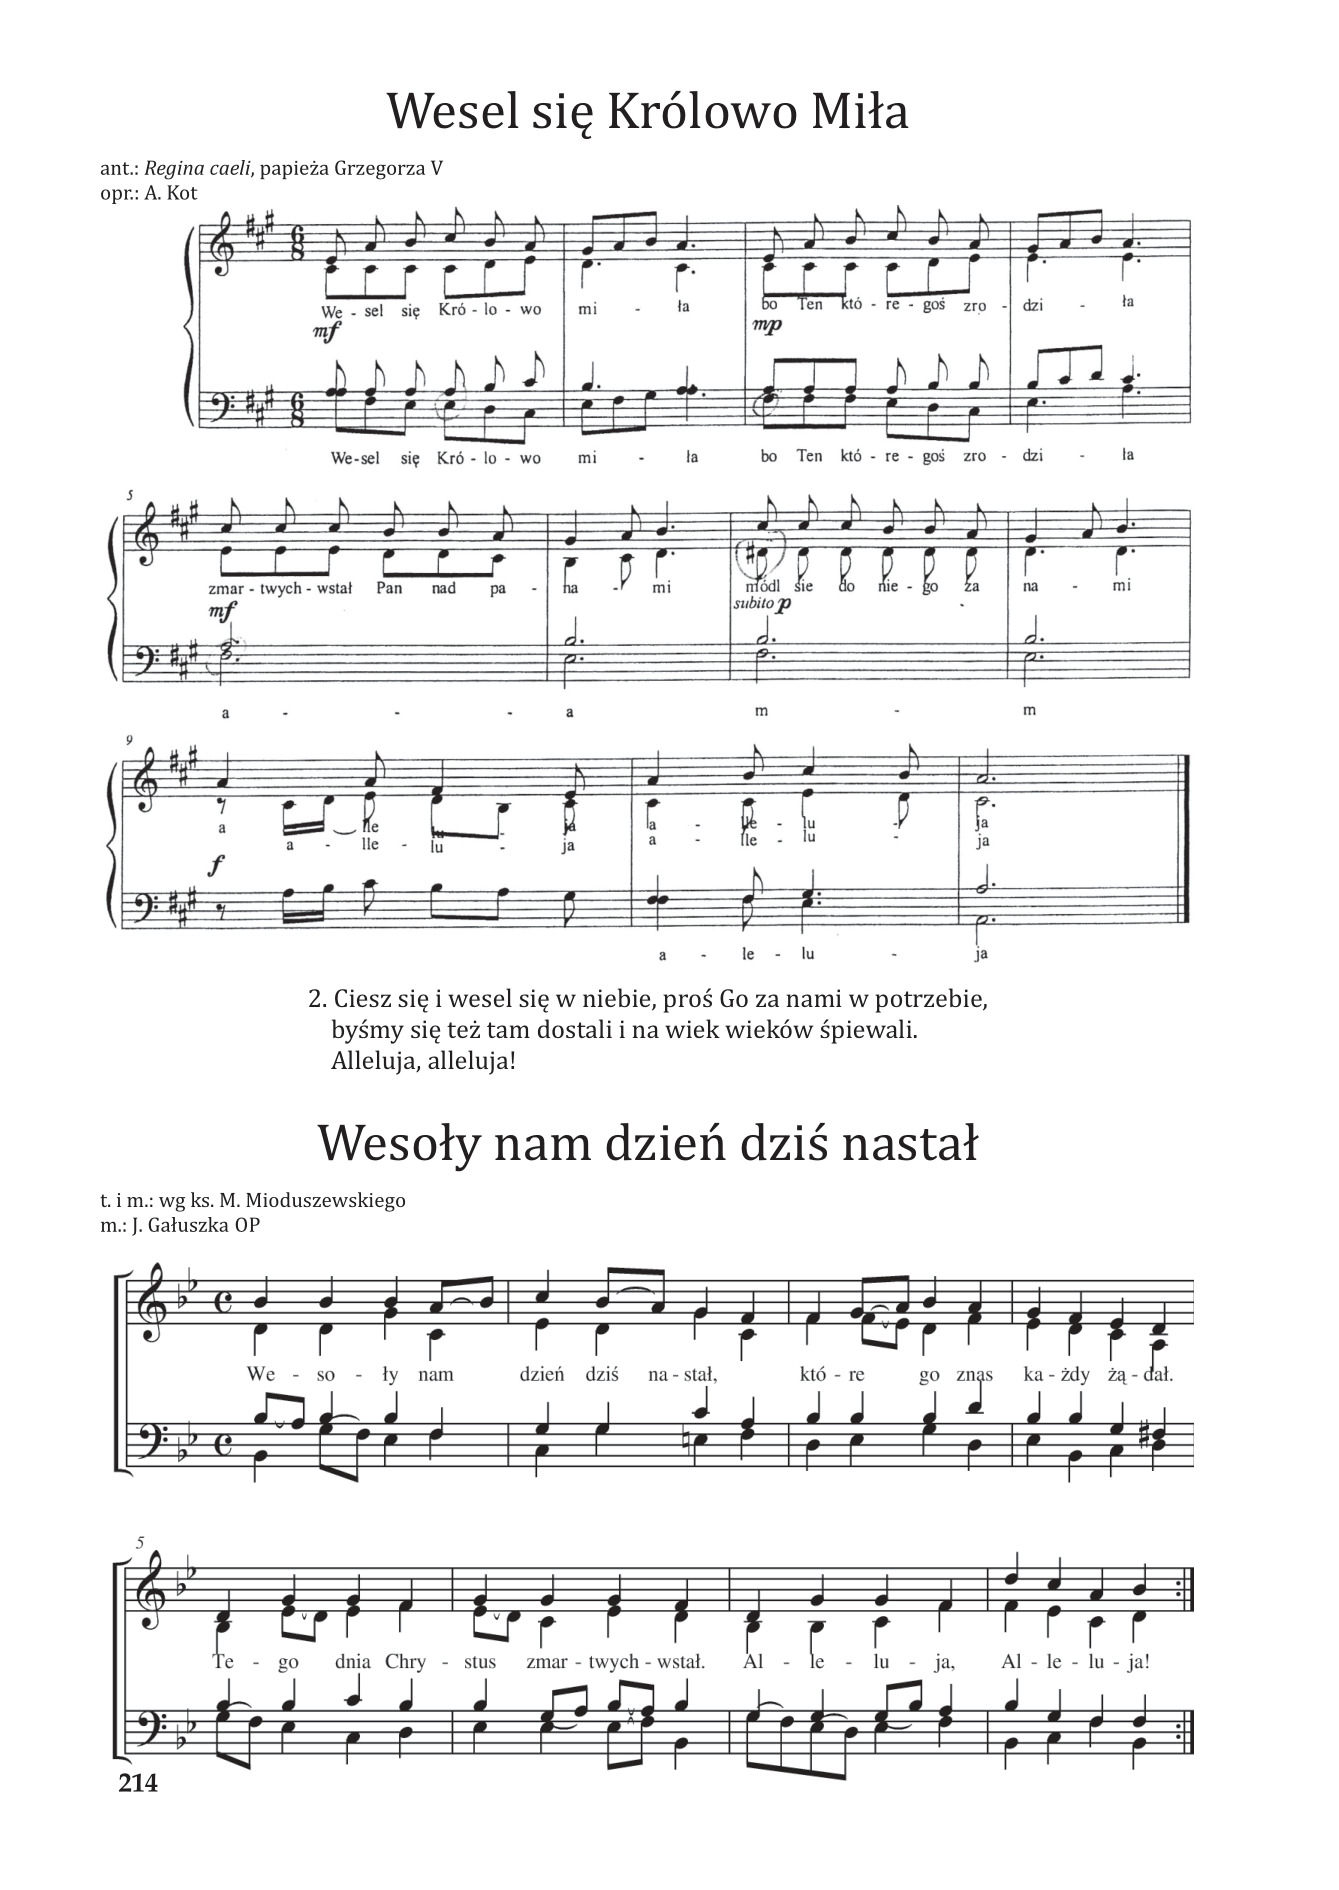 Wesel się Królowo Miła
ant.: Regina caeli, papieża Grzegorza V
opr.: A. Kot
We - sel się Kró - lo - wo mi - ła bo Ten któ - re - goś zro - dzi - ła
mf mp
We-sel się Kró - lo - wo mi - ła bo Ten któ - re - goś zro - dzi - ła
5
zmar - twych - wstał Pan nad pa - na - mi módl sie do nie - go za na - mi
mf subito p
a - - - a m - m
9
a lle lu - ja a - lle - lu - ja
a - lle - lu - ja a - lle - lu - ja
f
a - le - lu - ja
2. Ciesz się i wesel się w niebie, proś Go za nami w potrzebie,
byśmy się też tam dostali i na wiek wieków śpiewali.
Alleluja, alleluja!
Wesoły nam dzień dziś nastał
t. i m.: wg ks. M. Mioduszewskiego
m.: J. Gałuszka OP
We - so - ły nam dzień dziś na - stał, któ - re go znas ka - żdy żą - dał.
5
Te - go dnia Chry - stus zmar - twych - wstał. Al - le - lu - ja, Al - le - lu - ja!
214